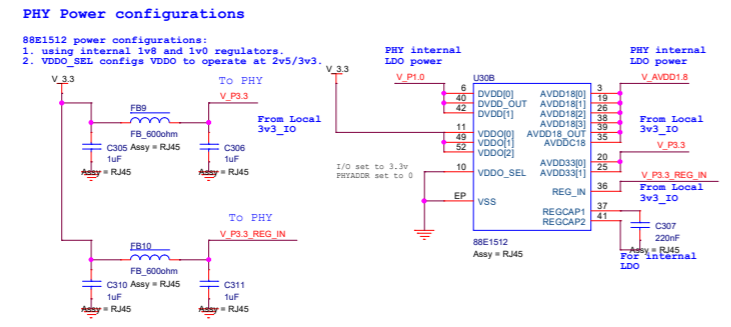 PHY Power configurations
88E1512 power configurations:
1. using internal 1v8 and 1v0 regulators.
2. VDDO_SEL configs VDDO to operate at 2v5/3v3.
V_3.3
To PHY
V_P3.3
FB9
FB_600ohm
From Local
3v3_IO
C305
1uF
Assy = RJ45
C306
1uF
Assy = RJ45
Assy = RJ45
To PHY
V_P3.3_REG_IN
FB10
FB_600ohm
C310
1uF
Assy = RJ45
C311
1uF
Assy = RJ45
Assy = RJ45
V_3.3
PHY internal
LDO power
V_P1.0
U30B
PHY internal
LDO power
V_AVDD1.8
6 DVDD[0] AVDD18[0] 3
40 DVDD_OUT AVDD18[1] 19
42 DVDD[1] AVDD18[2] 26
AVDD18[3] 38
11 VDDO[0] AVDD18_OUT 39
49 VDDO[1] AVDDC18 35
52 VDDO[2]
From Local
3v3_IO
V_P3.3
AVDD33[0] 20
10 VDDO_SEL AVDD33[1] 25
I/O set to 3.3v
PHYADDR set to 0
V_P3.3_REG_IN
REG_IN 36
From Local
3v3_IO
EP VSS
REGCAP1 37
REGCAP2 41
C307
220nF
Assy = RJ45
For internal
LDO
88E1512
Assy = RJ45